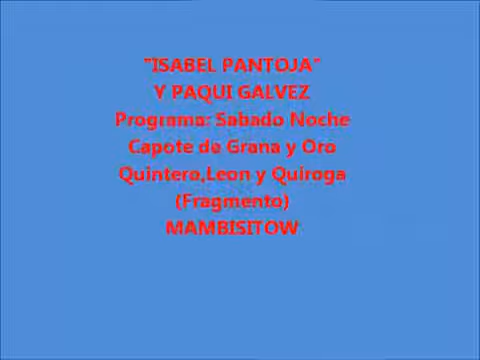 "ISABEL PANTOJA"
Y PAQUI GALVEZ
Programa: Sabado Noche
Capote de Grana y Oro
Quintero,Leon y Quiroga
(Fragmento)
MAMBISITOW